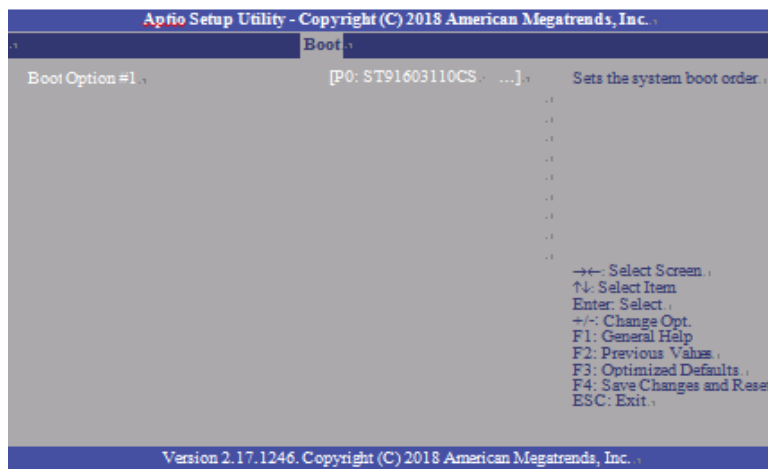 Aptio Setup Utility - Copyright (C) 2018 American Megatrends, Inc.
Boot
Boot Option #1 [P0: ST91603110CS ...] Sets the system boot order.
→←: Select Screen
↑↓: Select Item
Enter: Select
+/-: Change Opt.
F1: General Help
F2: Previous Values
F3: Optimized Defaults
F4: Save Changes and Reset
ESC: Exit
Version 2.17.1246. Copyright (C) 2018 American Megatrends, Inc.